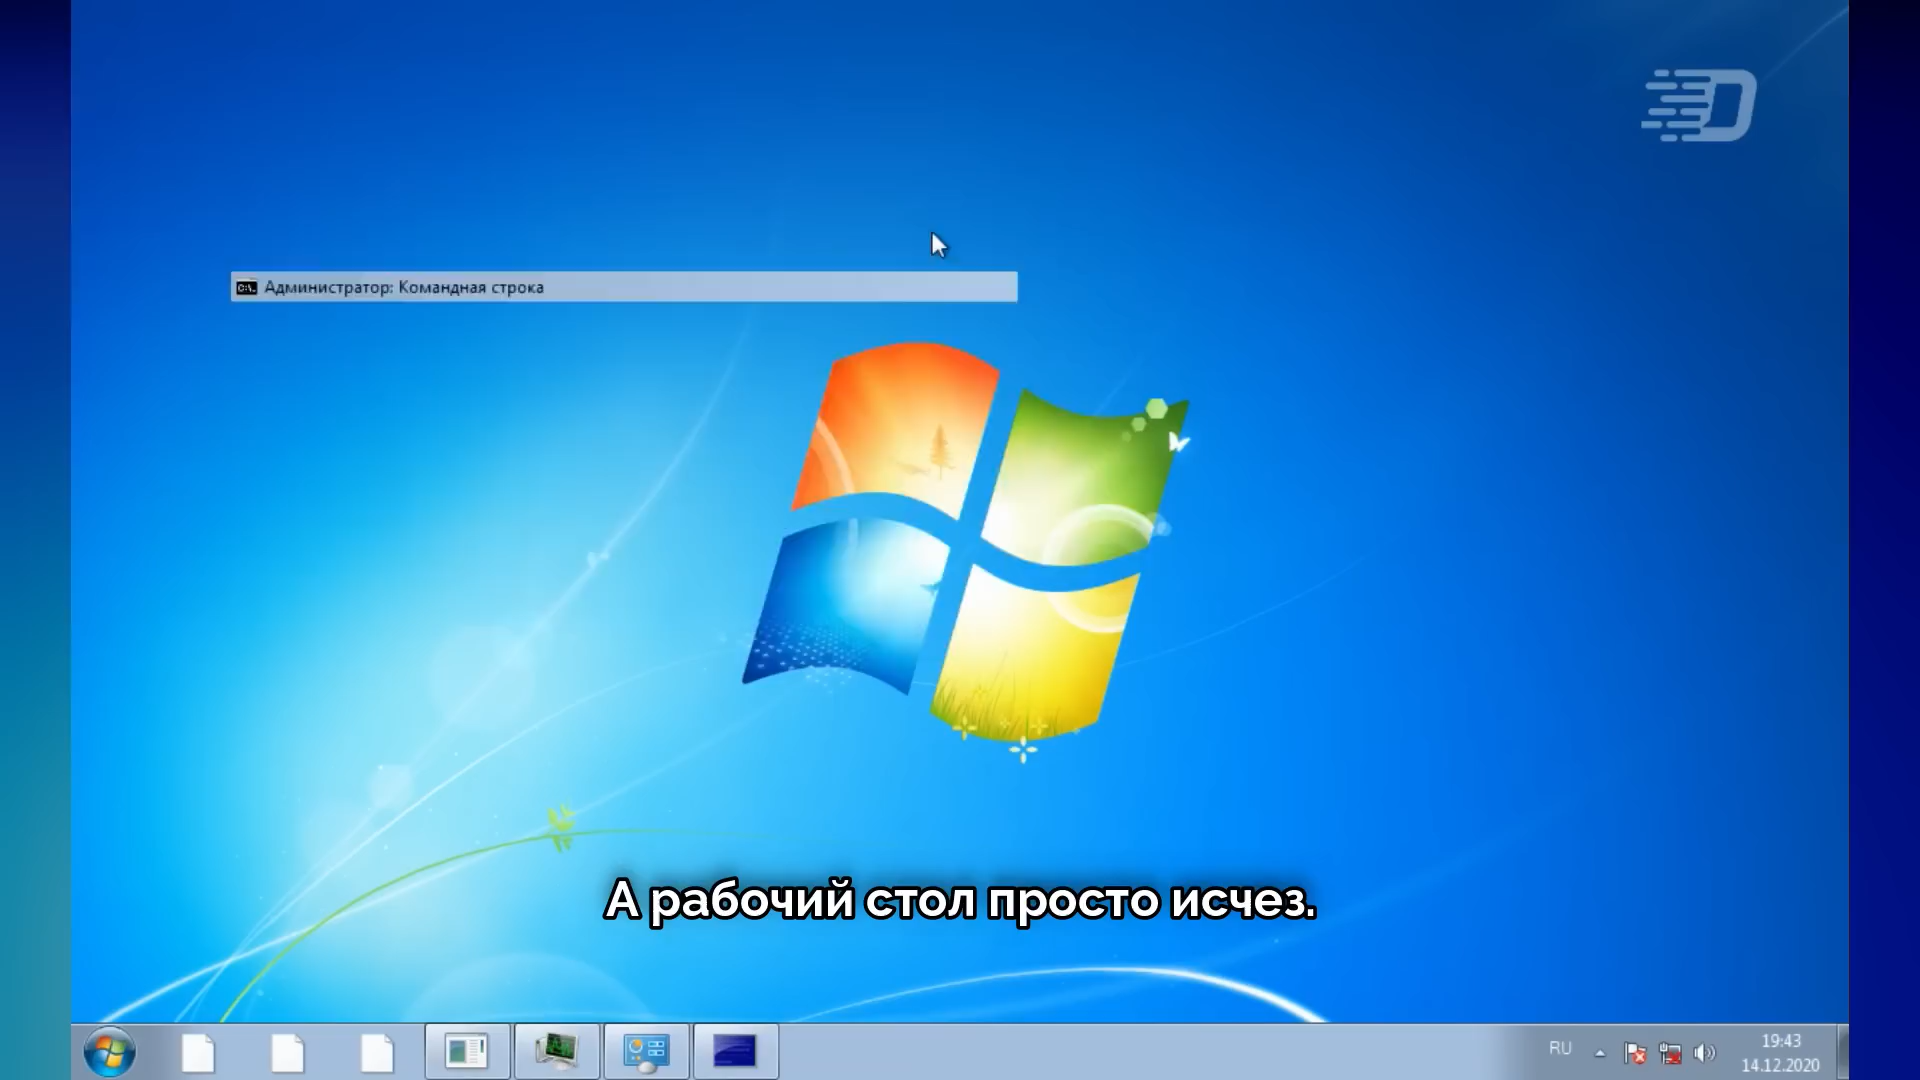 D
Администратор: Командная строка
А рабочий стол просто исчез.
RU
19:43
14.12.2020